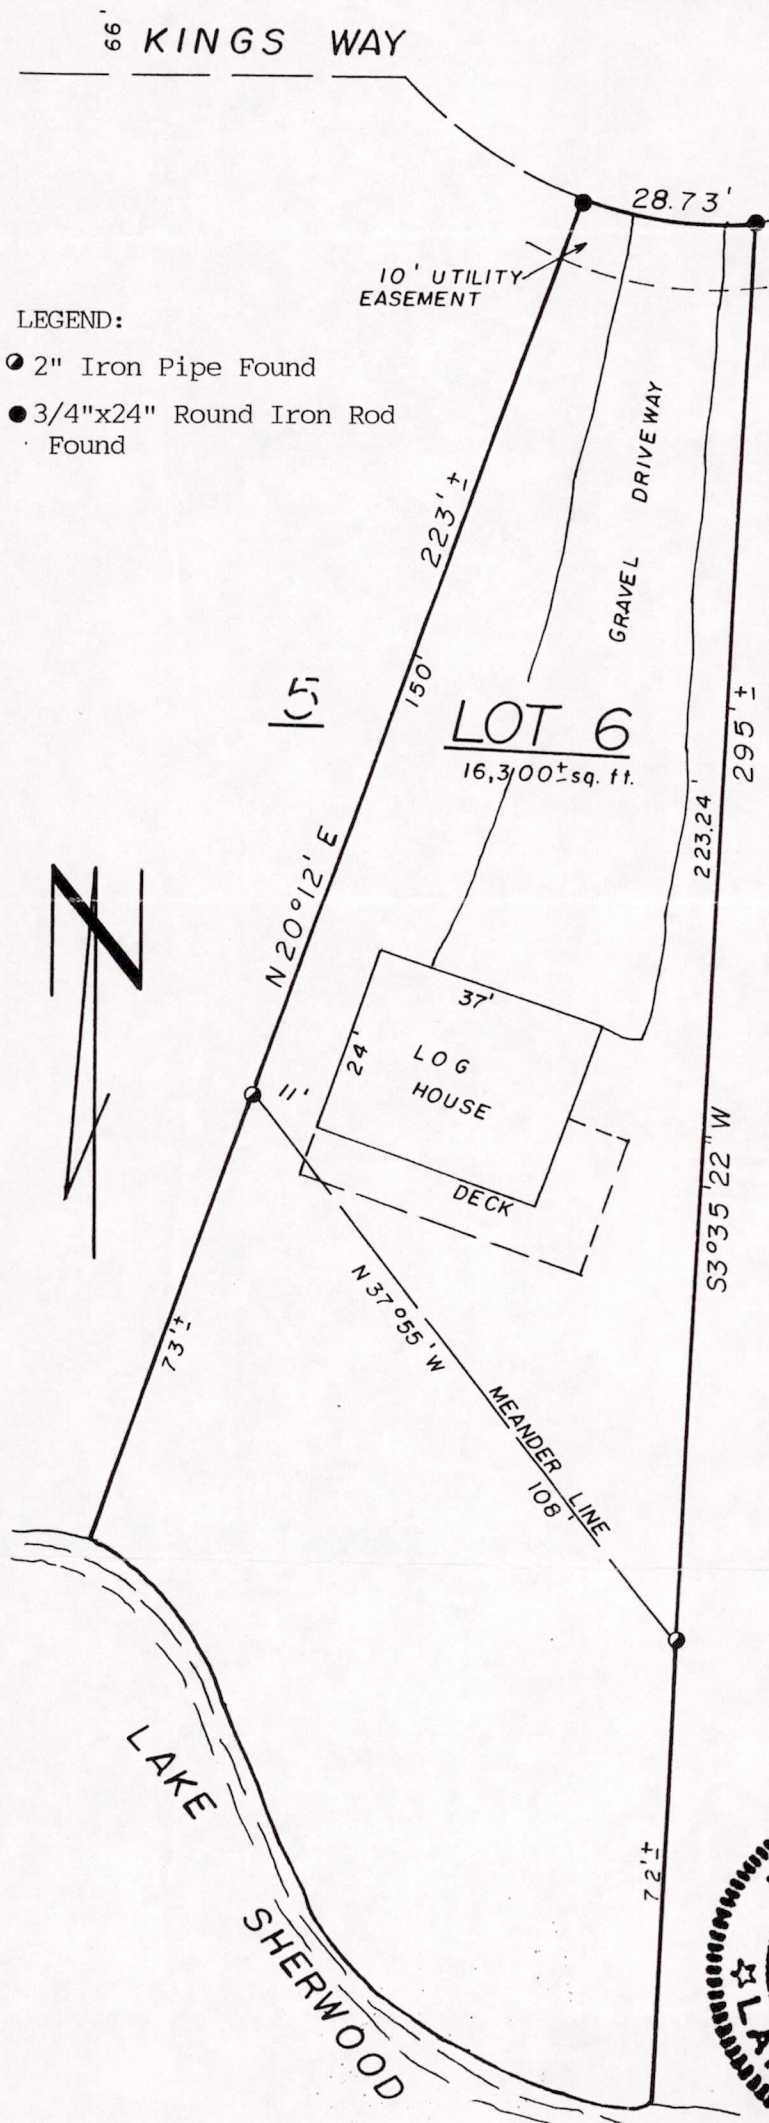 66' KINGS WAY
28.73'
10' UTILITY
EASEMENT
LEGEND:
2" Iron Pipe Found
3/4"x24" Round Iron Rod
Found
GRAVEL DRIVEWAY
223'±
150'
N 20°12' E
5
LOT 6
16,300±sq. ft.
295'±
223.24'
S3°35'22"W
N
37'
24'
LOG
HOUSE
11'
DECK
73'±
N 37°55'W
MEANDER LINE
108'
72'±
LAKE
SHERWOOD